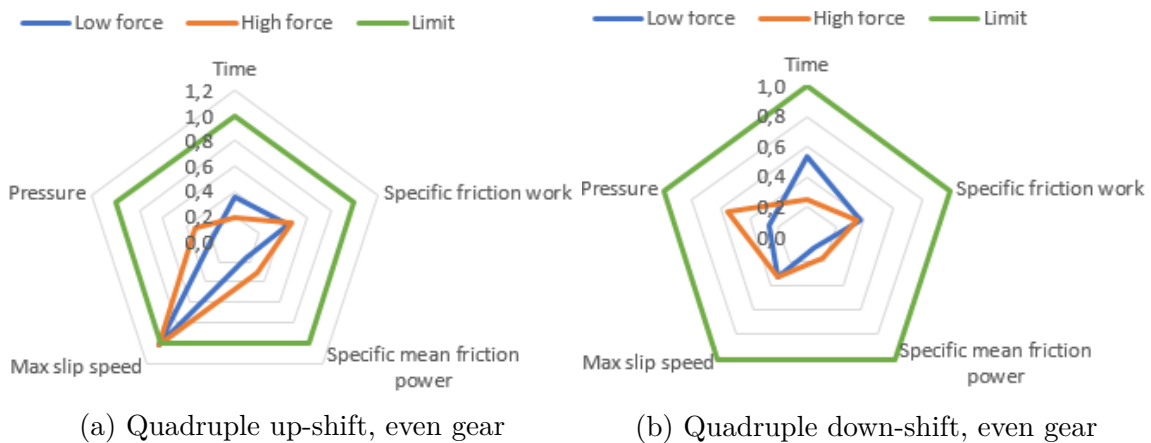 Low force High force Limit
Time
1,2
1,0
0,8
0,6
0,4
0,2
0,0
Pressure
Specific friction work
Max slip speed
Specific mean friction
power
(a) Quadruple up-shift, even gear
Low force High force Limit
Time
1,0
0,8
0,6
0,4
0,2
0,0
Pressure
Specific friction work
Max slip speed
Specific mean friction
power
(b) Quadruple down-shift, even gear